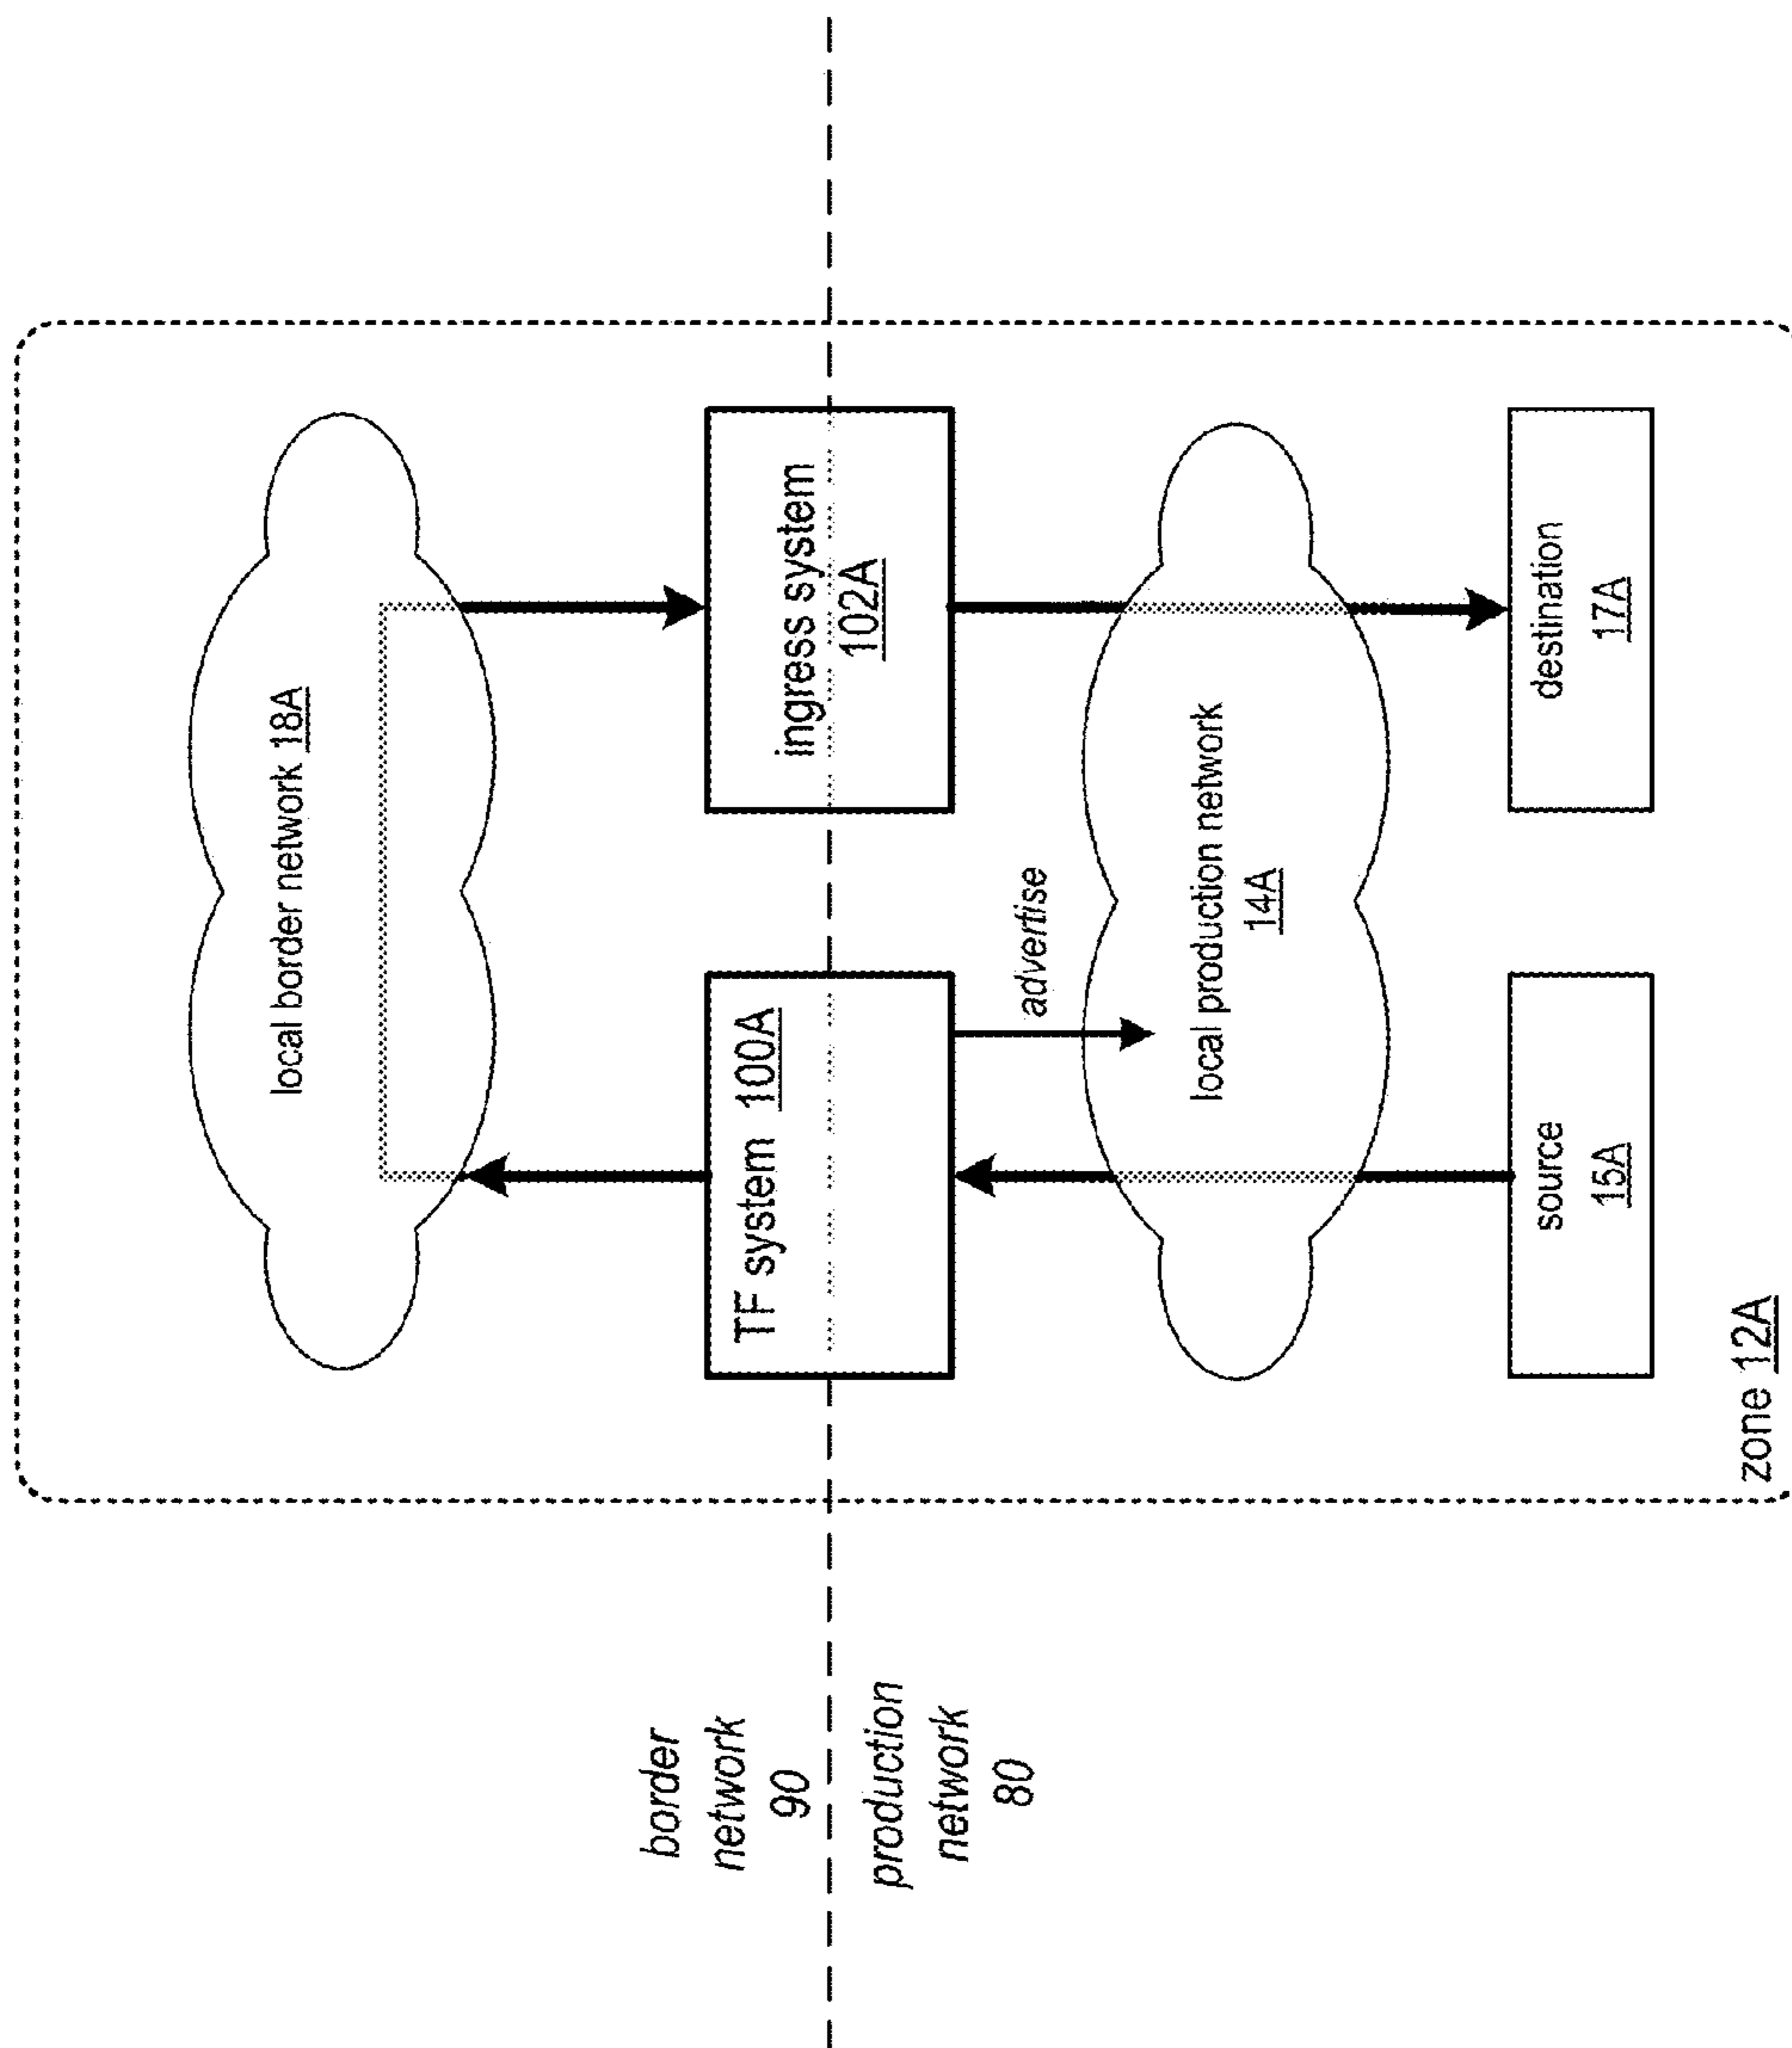 local border network 18A
TF system 100A
ingress system
102A
border
network
90
production
network
80
advertise
local production network
14A
source
15A
destination
17A
zone 12A